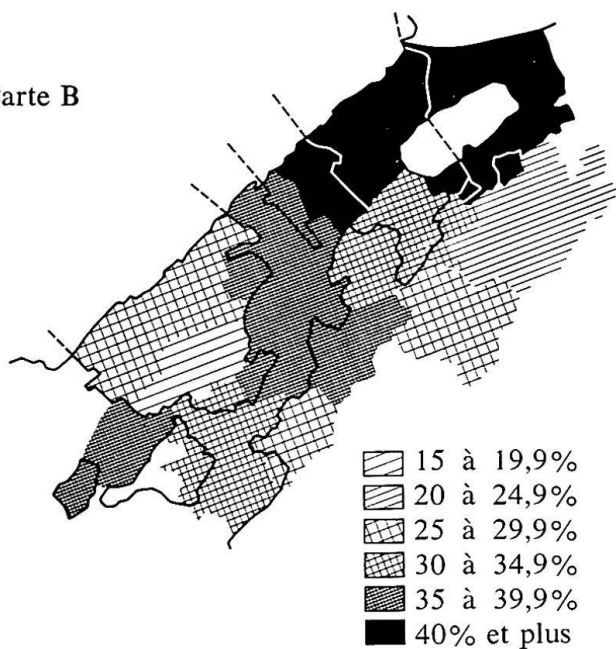 arte B
15 à 19,9%
20 à 24,9%
25 à 29,9%
30 à 34,9%
35 à 39,9%
40% et plus